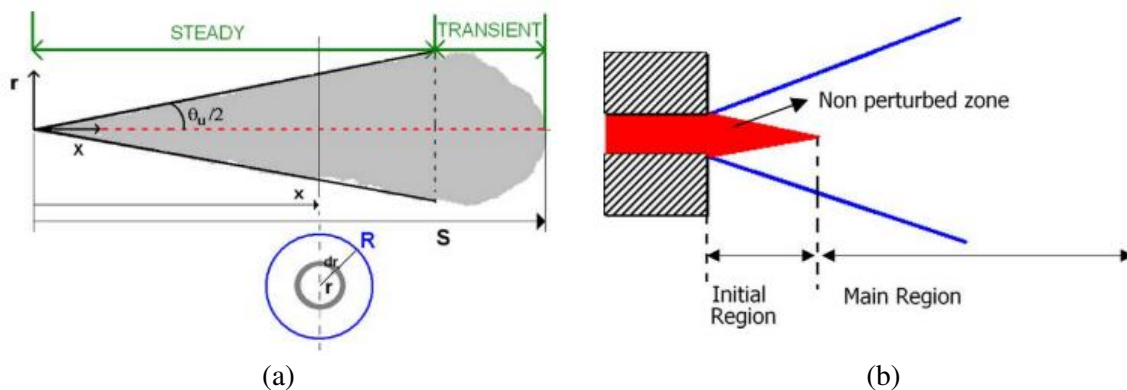 STEADY
TRANSIENT
r
θu/2
x
x
S
R
dr
r
(a)
Non perturbed zone
Initial
Region
Main Region
(b)